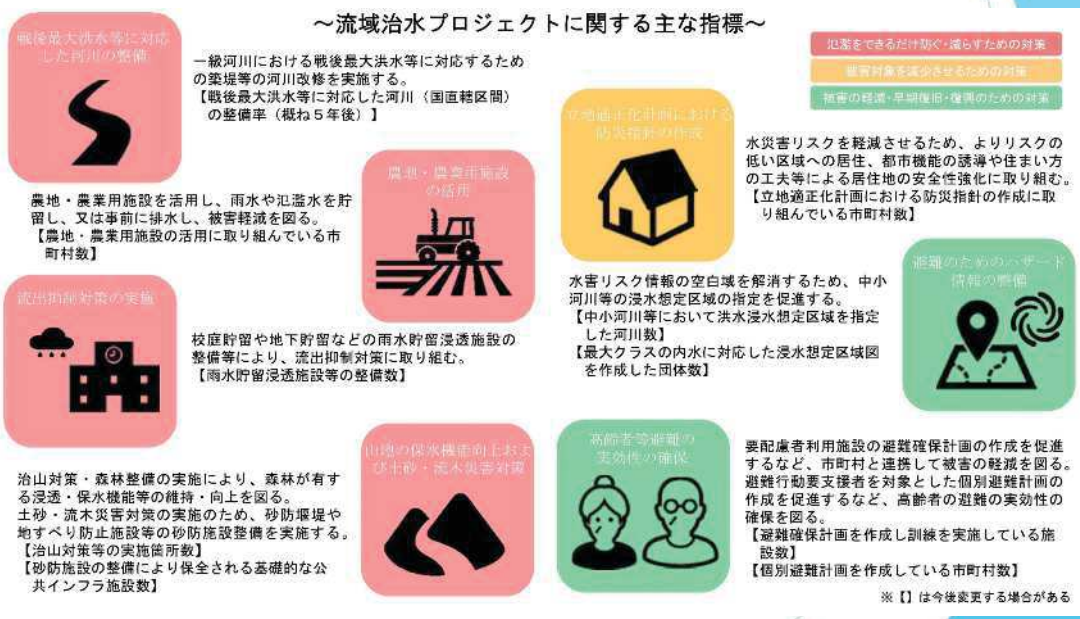 ～流域治水プロジェクトに関する主な指標～
氾濫をできるだけ防ぐ・減らすための対策
被害対象を減少させるための対策
被害の軽減・早期復旧・復興のための対策
戦後最大洪水等に対応
した河川の整備
一級河川における戦後最大洪水等に対応するため
の築堤等の河川改修を実施する。
【戦後最大洪水等に対応した河川（国直轄区間）
の整備率（概ね５年後）】
農地・農業用施設
の活用
農地・農業用施設を活用し、雨水や氾濫水を貯
留し、又は事前に排水し、被害軽減を図る。
【農地・農業用施設の活用に取り組んでいる市
町村数】
流出抑制対策の実施
校庭貯留や地下貯留などの雨水貯留浸透施設の
整備等により、流出抑制対策に取り組む。
【雨水貯留浸透施設等の整備数】
山地の保水機能向上およ
び土砂・流木災害対策
治山対策・森林整備の実施により、森林が有す
る浸透・保水機能等の維持・向上を図る。
土砂・流木災害対策の実施のため、砂防堰堤や
地すべり防止施設等の砂防施設整備を実施する。
【治山対策等の実施箇所数】
【砂防施設の整備により保全される基礎的な公
共インフラ施設数】
立地適正化計画における
防災指針の作成
水災害リスクを軽減させるため、よりリスクの
低い区域への居住、都市機能の誘導や住まい方
の工夫等による居住地の安全性強化に取り組む。
【立地適正化計画における防災指針の作成に取
り組んでいる市町村数】
避難のためのハザード
情報の整備
水害リスク情報の空白域を解消するため、中小
河川等の浸水想定区域の指定を促進する。
【中小河川等において洪水浸水想定区域を指定
した河川数】
【最大クラスの内水に対応した浸水想定区域図
を作成した団体数】
高齢者等避難の
実効性の確保
要配慮者利用施設の避難確保計画の作成を促進
するなど、市町村と連携して被害の軽減を図る。
避難行動要支援者を対象とした個別避難計画の
作成を促進するなど、高齢者の避難の実効性の
確保を図る。
【避難確保計画を作成し訓練を実施している施
設数】
【個別避難計画を作成している市町村数】
※【】は今後変更する場合がある